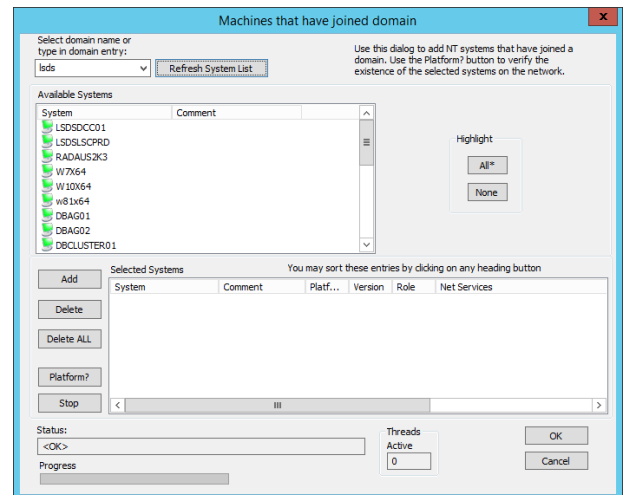 Machines that have joined domain
x
Select domain name or
type in domain entry:
lsds
Refresh System List
Use this dialog to add NT systems that have joined a
domain. Use the Platform? button to verify the
existence of the selected systems on the network.
Available Systems
System Comment
LSDSDCC01
LSDSLSCPRD
RADAUS2K3
W7X64
W10X64
w81x64
DBAG01
DBAG02
DBCLUSTER01
Highlight
All*
None
Add
Delete
Delete ALL
Platform?
Stop
Selected Systems You may sort these entries by clicking on any heading button
System Comment Platf... Version Role Net Services
Status:
<OK>
Progress
Threads
Active
0
OK
Cancel